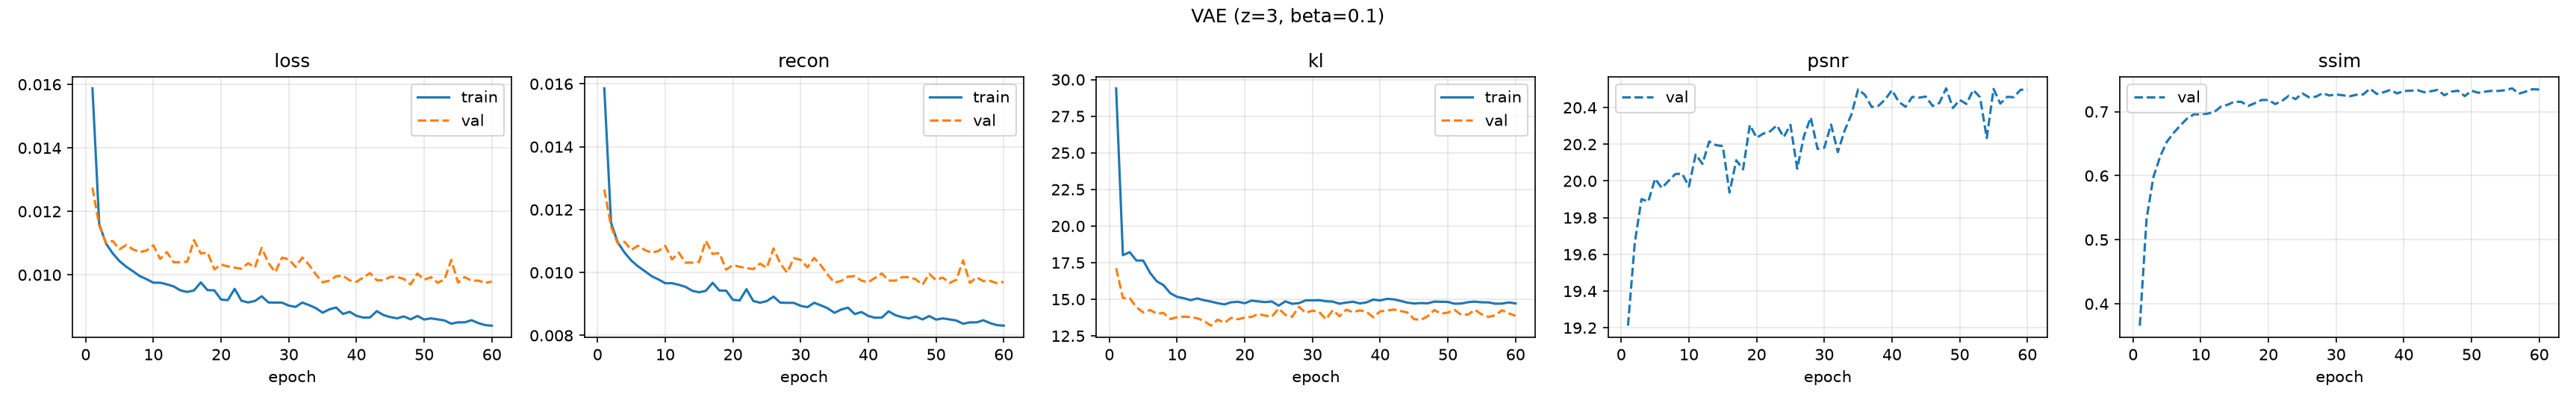 VAE (z=3, beta=0.1)
loss
0.016
0.014
0.012
0.010
0 10 20 30 40 50 60
epoch
train
val
recon
0.016
0.014
0.012
0.010
0.008
0 10 20 30 40 50 60
epoch
train
val
kl
30.0
27.5
25.0
22.5
20.0
17.5
15.0
12.5
0 10 20 30 40 50 60
epoch
train
val
psnr
20.4
20.2
20.0
19.8
19.6
19.4
19.2
0 10 20 30 40 50 60
epoch
val
ssim
0.7
0.6
0.5
0.4
0 10 20 30 40 50 60
epoch
val